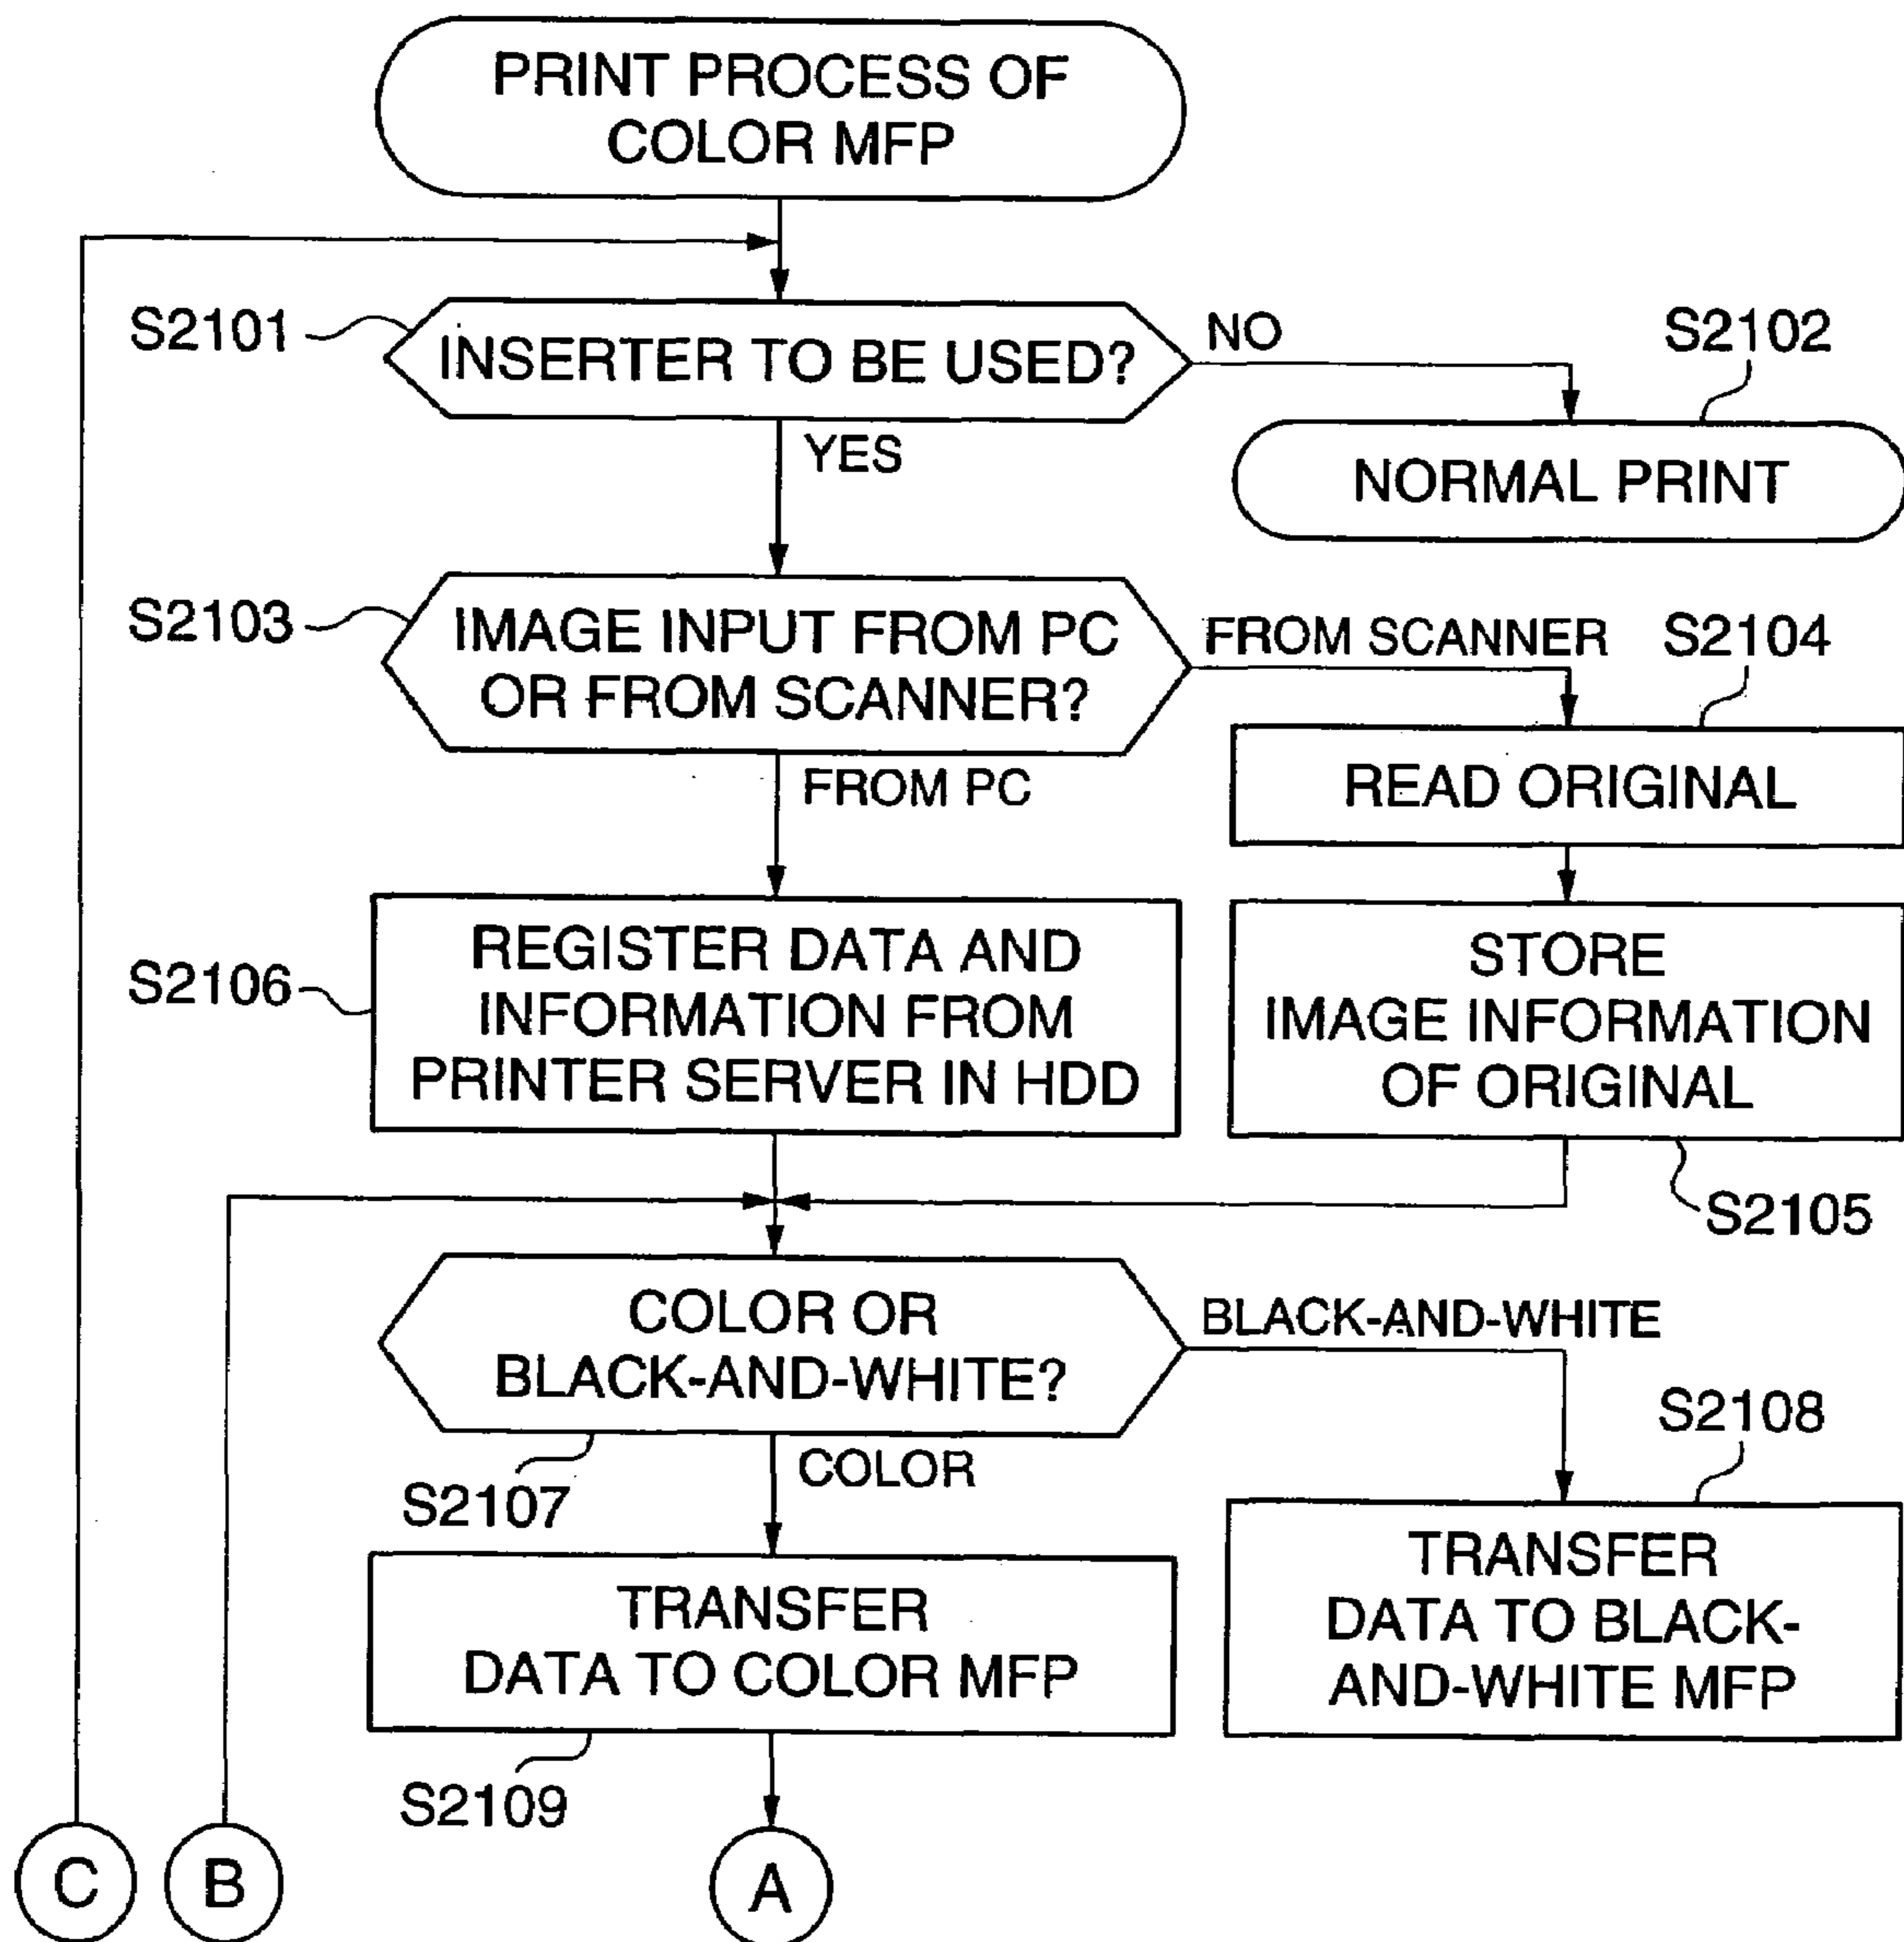 PRINT PROCESS OF
COLOR MFP
S2101
INSERTER TO BE USED?
NO
S2102
YES
NORMAL PRINT
S2103
IMAGE INPUT FROM PC
OR FROM SCANNER?
FROM SCANNER
S2104
FROM PC
READ ORIGINAL
S2106
REGISTER DATA AND
INFORMATION FROM
PRINTER SERVER IN HDD
STORE
IMAGE INFORMATION
OF ORIGINAL
S2105
COLOR OR
BLACK-AND-WHITE?
BLACK-AND-WHITE
S2107
COLOR
S2108
TRANSFER
DATA TO COLOR MFP
TRANSFER
DATA TO BLACK-
AND-WHITE MFP
S2109
C
B
A